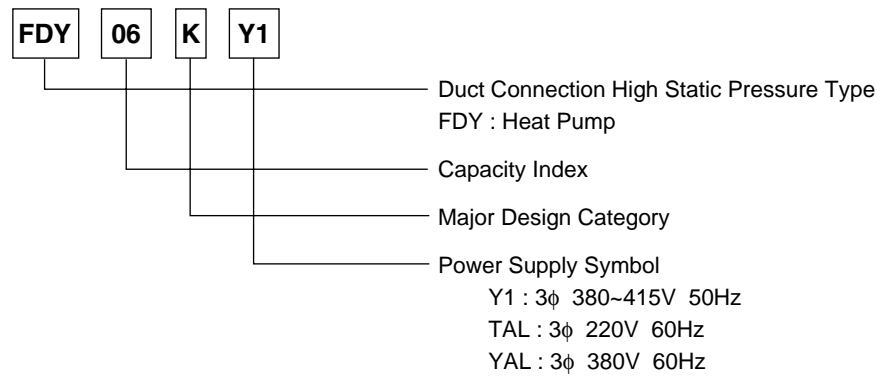 FDY 06 K Y1
Duct Connection High Static Pressure Type
FDY : Heat Pump
Capacity Index
Major Design Category
Power Supply Symbol
Y1 : 3ϕ 380~415V 50Hz
TAL : 3ϕ 220V 60Hz
YAL : 3ϕ 380V 60Hz